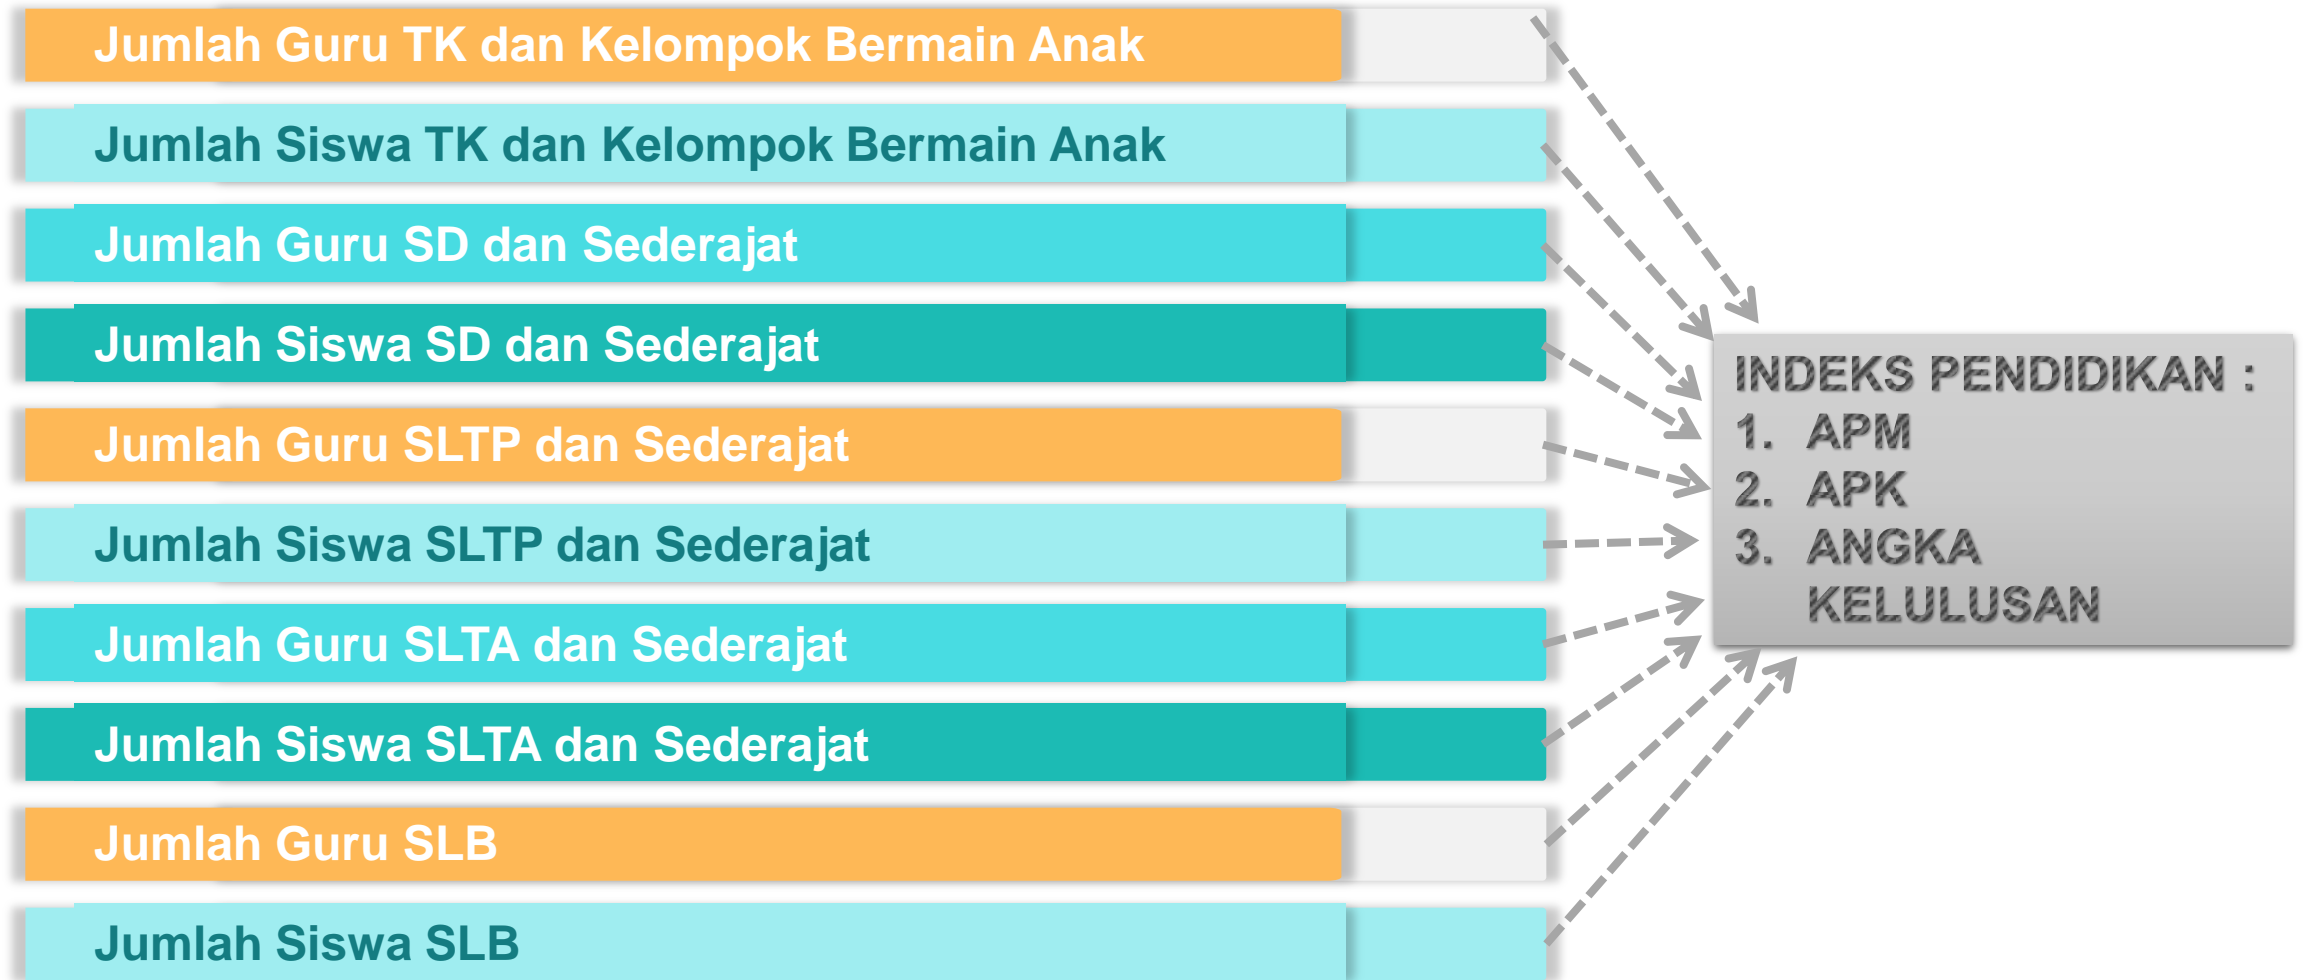 Jumlah Guru TK dan Kelompok Bermain Anak
Jumlah Siswa TK dan Kelompok Bermain Anak
Jumlah Guru SD dan Sederajat
Jumlah Siswa SD dan Sederajat
Jumlah Guru SLTP dan Sederajat
Jumlah Siswa SLTP dan Sederajat
Jumlah Guru SLTA dan Sederajat
Jumlah Siswa SLTA dan Sederajat
Jumlah Guru SLB
Jumlah Siswa SLB
INDEKS PENDIDIKAN :
1. APM
2. APK
3. ANGKA
KELULUSAN